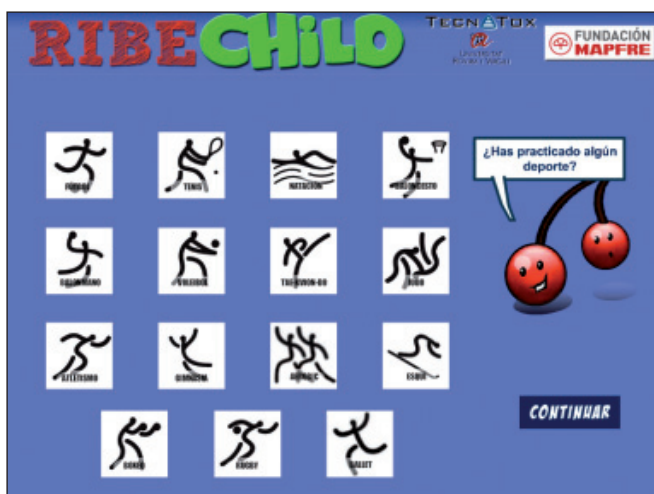 RIBECHILD
TECNATOX
FUNDACIÓN
MAPFRE
¿Has practicado algún
deporte?
FÚTBOL
TENIS
NATACIÓN
BALONCESTO
BALONMANO
VOLEIBOL
TAEKWON-DO
JUDO
ATLETISMO
GIMNASIA
AEROBIC
ESQUÍ
BOXEO
RUGBY
BALLET
CONTINUAR